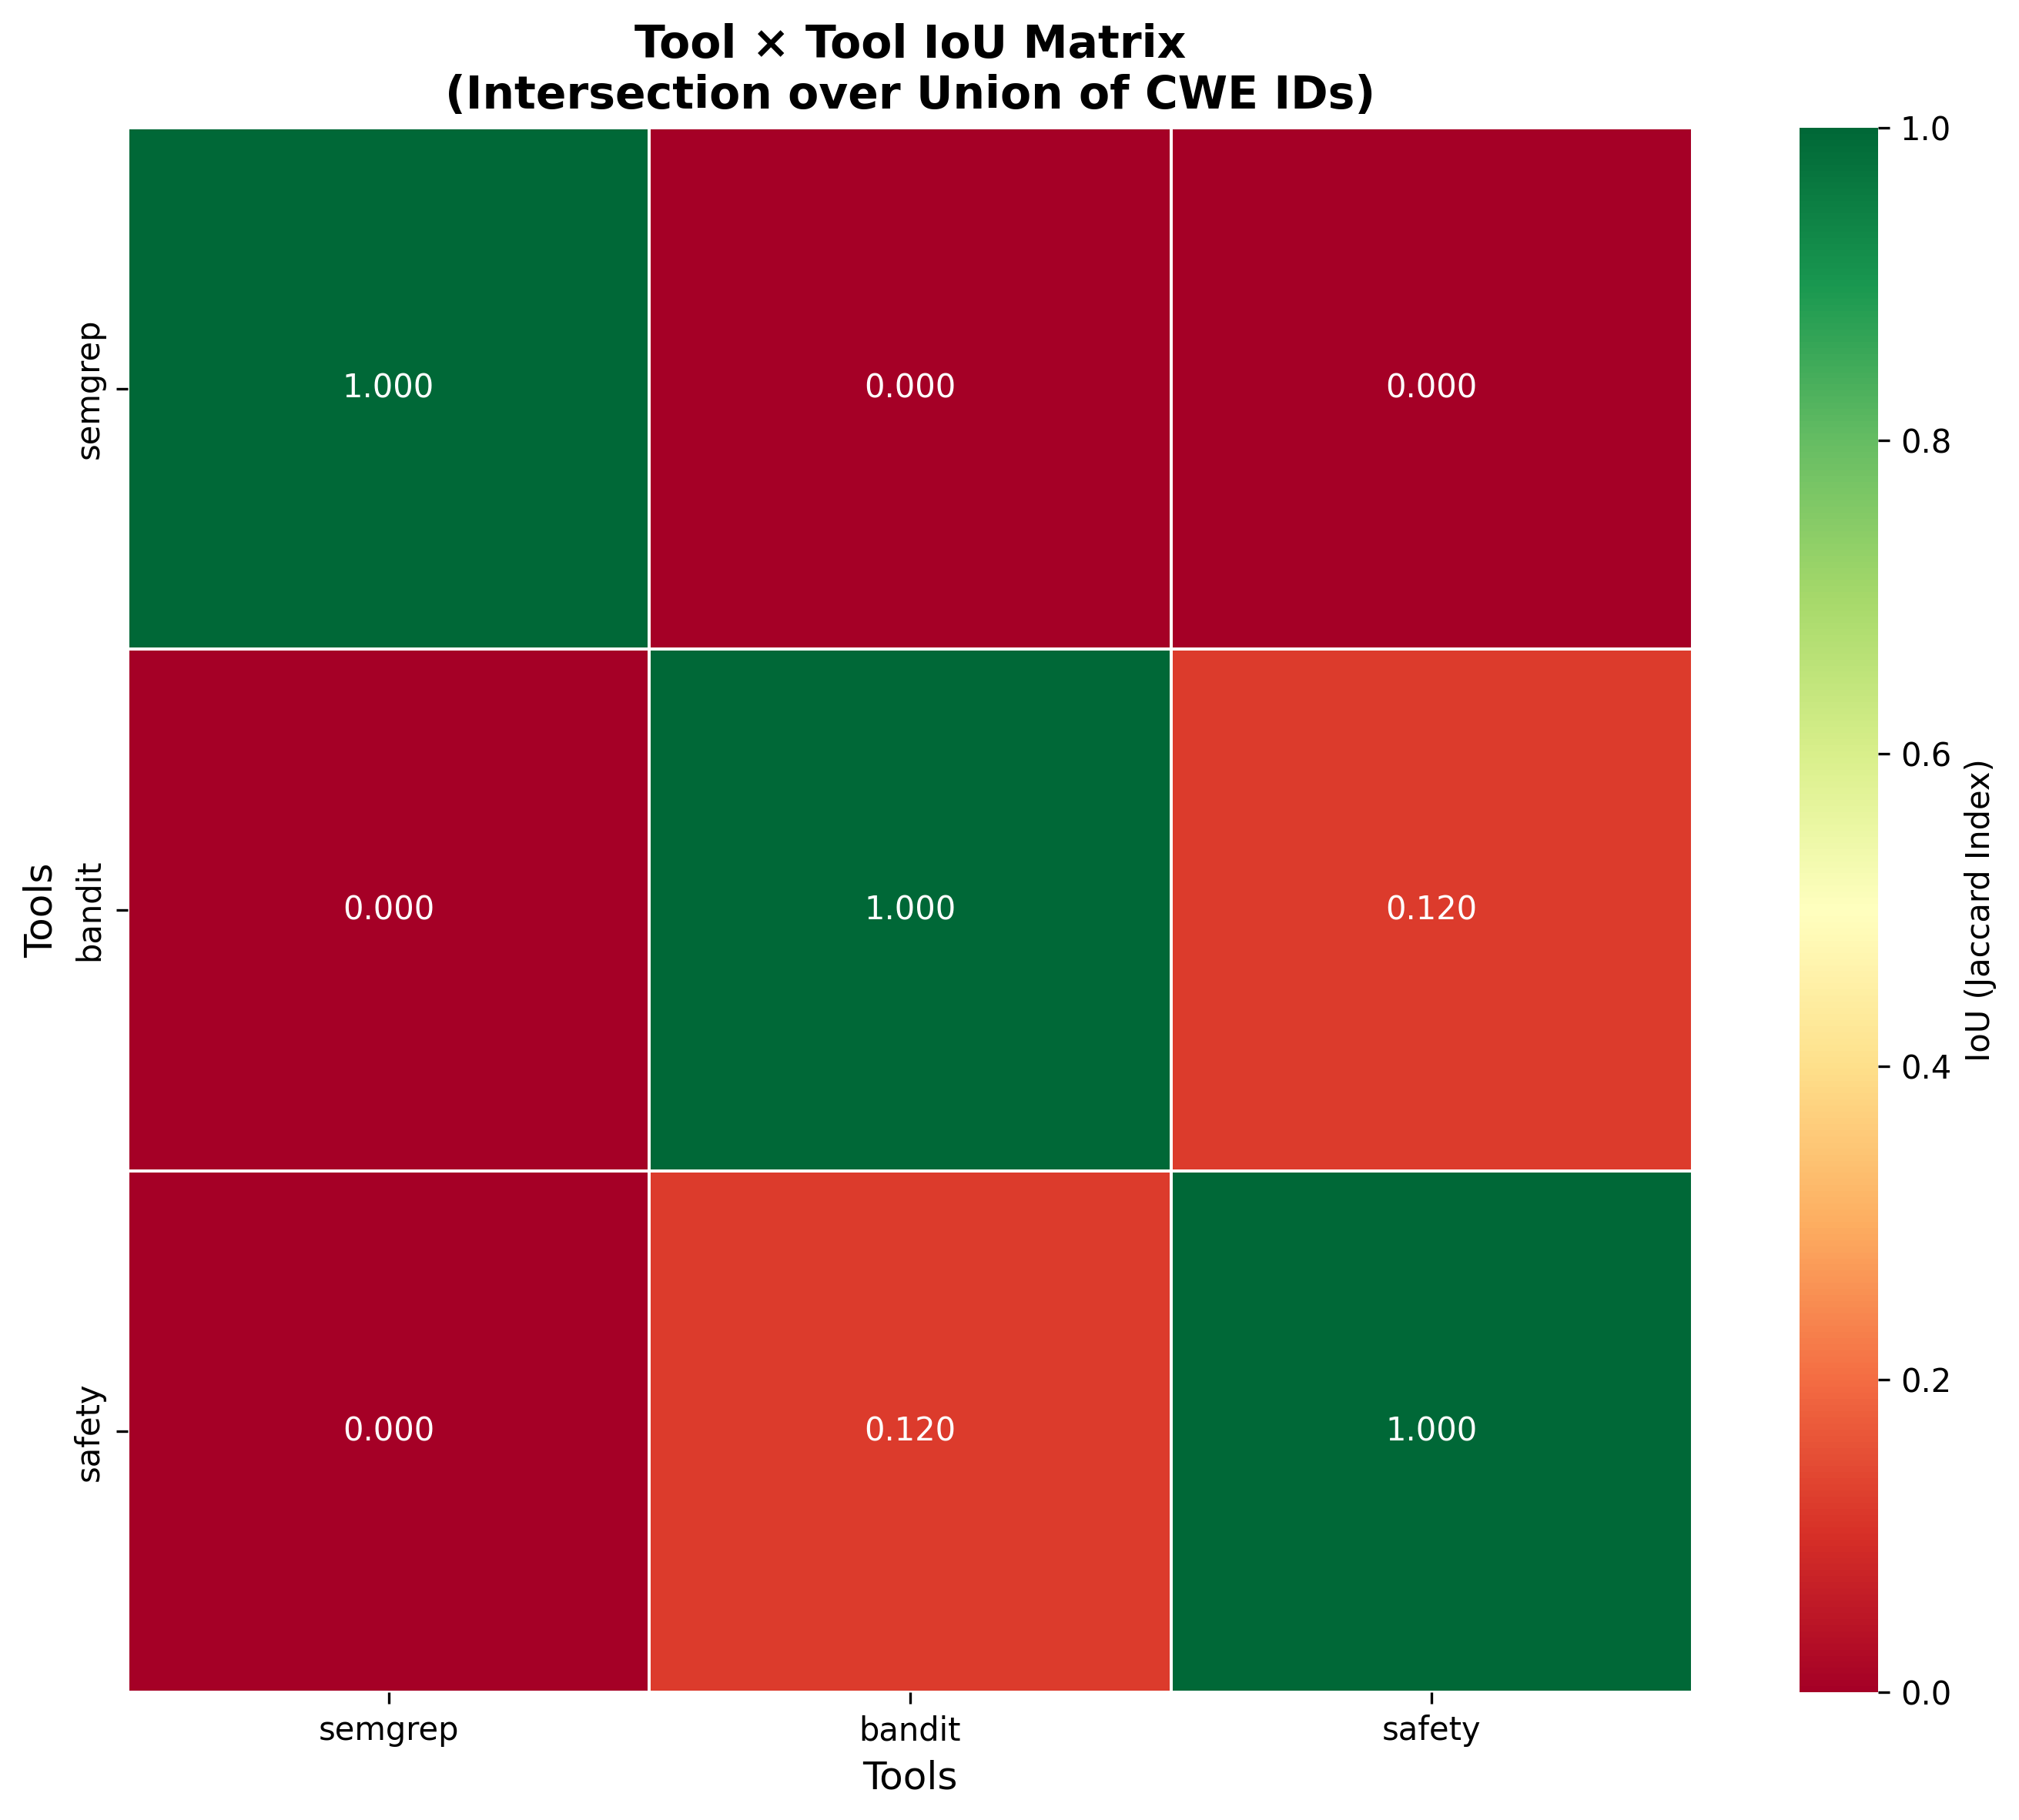 Tool × Tool IoU Matrix
(Intersection over Union of CWE IDs)
Tools
semgrep
1.000
0.000
0.000
bandit
0.000
1.000
0.120
safety
0.000
0.120
1.000
semgrep
bandit
safety
Tools
1.0
0.8
0.6
0.4
0.2
0.0
IoU (Jaccard Index)